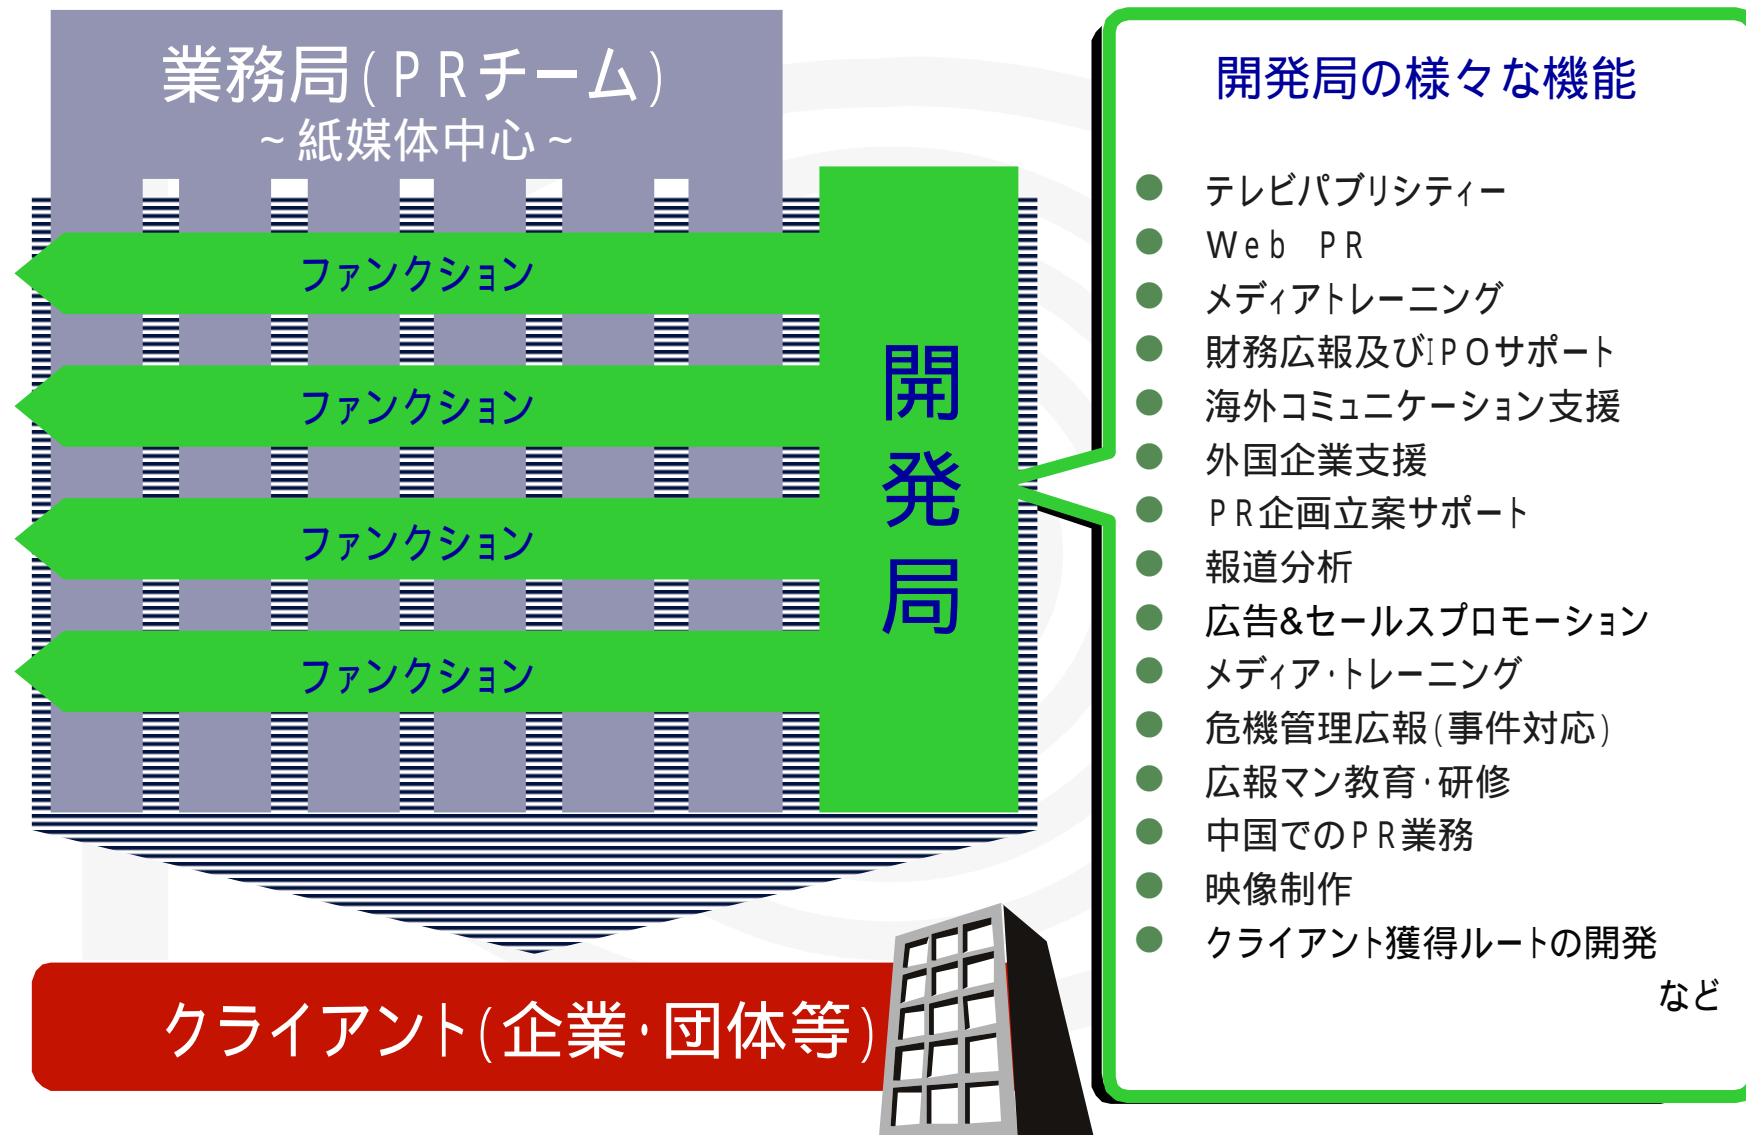 業務局(PRチーム)
~紙媒体中心~
ファンクション
ファンクション
ファンクション
ファンクション
開発局
クライアント(企業・団体等)
開発局の様々な機能
テレビパブリシティー
Web PR
メディアトレーニング
財務広報及びIPOサポート
海外コミュニケーション支援
外国企業支援
PR企画立案サポート
報道分析
広告&セールスプロモーション
メディア・トレーニング
危機管理広報(事件対応)
広報マン教育・研修
中国でのPR業務
映像制作
クライアント獲得ルートの開発
など